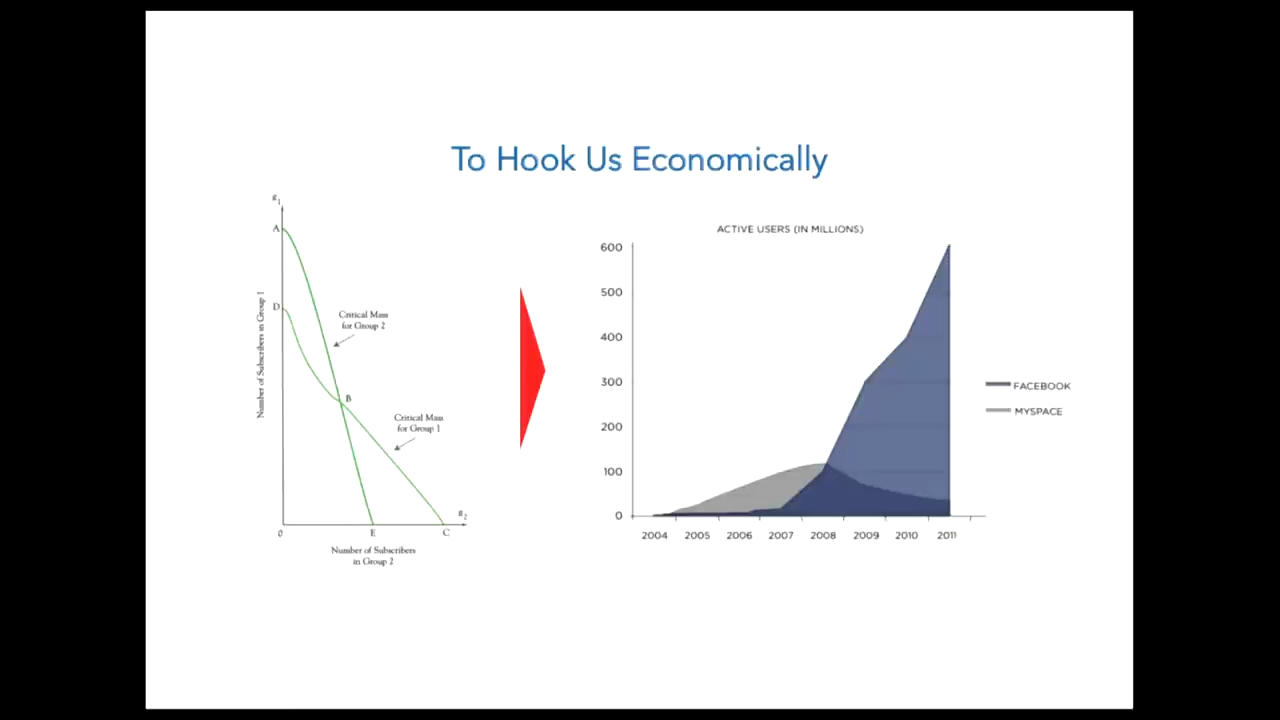 To Hook Us Economically
g1
A
D
Number of Subscribers in Group 1
Critical Mass
for Group 2
B
Critical Mass
for Group 1
g2
0
E
C
Number of Subscribers
in Group 2
ACTIVE USERS (IN MILLIONS)
600
500
400
300
200
100
0
2004 2005 2006 2007 2008 2009 2010 2011
FACEBOOK
MYSPACE